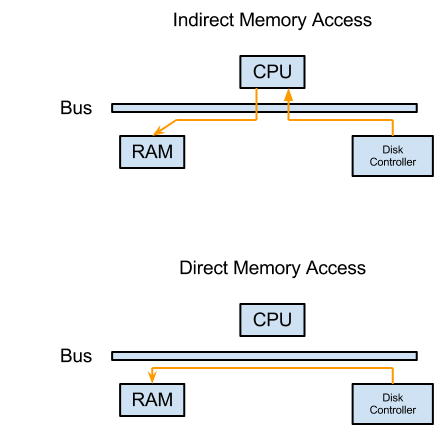 Indirect Memory Access
CPU
Bus
RAM
Disk
Controller
Direct Memory Access
CPU
Bus
RAM
Disk
Controller